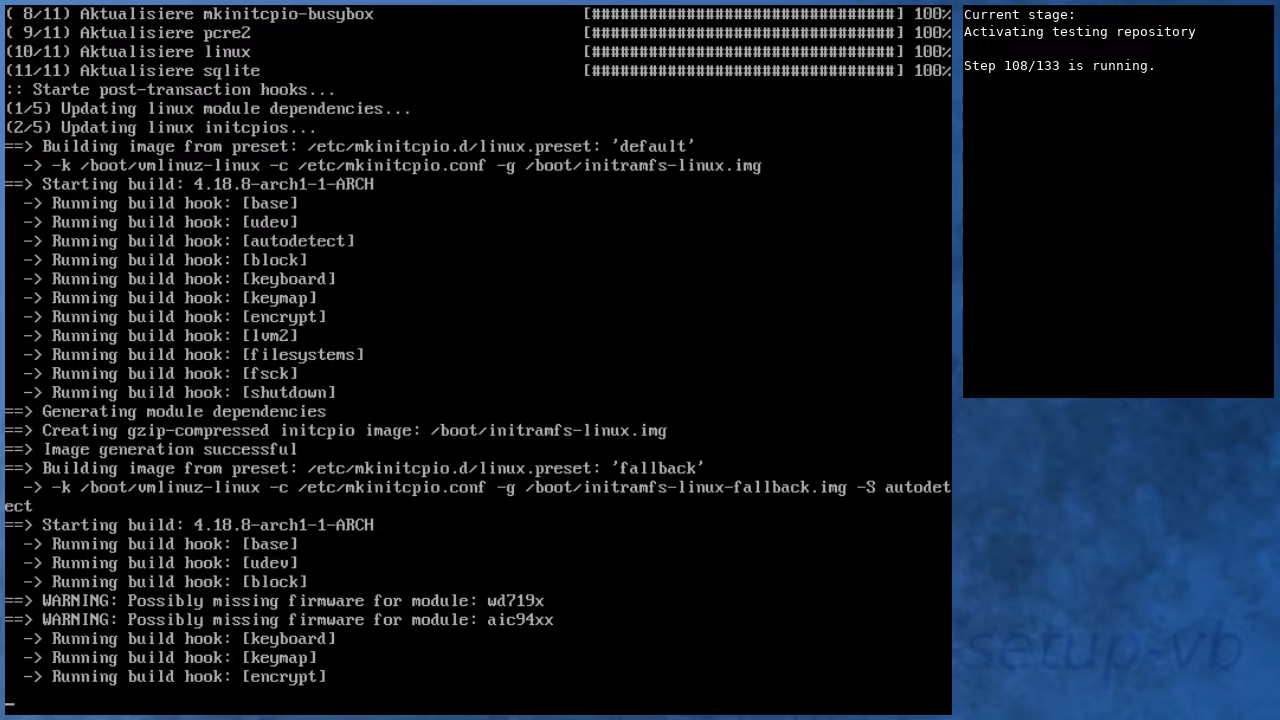 ( 8/11) Aktualisiere mkinitcpio-busybox [################################] 100%
( 9/11) Aktualisiere pcre2 [################################] 100%
(10/11) Aktualisiere linux [################################] 100%
(11/11) Aktualisiere sqlite [################################] 100%
:: Starte post-transaction hooks...
(1/5) Updating linux module dependencies...
(2/5) Updating linux initcpios...
==> Building image from preset: /etc/mkinitcpio.d/linux.preset: 'default'
  -> -k /boot/vmlinuz-linux -c /etc/mkinitcpio.conf -g /boot/initramfs-linux.img
==> Starting build: 4.18.8-arch1-1-ARCH
  -> Running build hook: [base]
  -> Running build hook: [udev]
  -> Running build hook: [autodetect]
  -> Running build hook: [block]
  -> Running build hook: [keyboard]
  -> Running build hook: [keymap]
  -> Running build hook: [encrypt]
  -> Running build hook: [lvm2]
  -> Running build hook: [filesystems]
  -> Running build hook: [fsck]
  -> Running build hook: [shutdown]
==> Generating module dependencies
==> Creating gzip-compressed initcpio image: /boot/initramfs-linux.img
==> Image generation successful
==> Building image from preset: /etc/mkinitcpio.d/linux.preset: 'fallback'
  -> -k /boot/vmlinuz-linux -c /etc/mkinitcpio.conf -g /boot/initramfs-linux-fallback.img -S autodet
ect
==> Starting build: 4.18.8-arch1-1-ARCH
  -> Running build hook: [base]
  -> Running build hook: [udev]
  -> Running build hook: [block]
==> WARNING: Possibly missing firmware for module: wd719x
==> WARNING: Possibly missing firmware for module: aic94xx
  -> Running build hook: [keyboard]
  -> Running build hook: [keymap]
  -> Running build hook: [encrypt]
_
Current stage:
Activating testing repository
Step 108/133 is running.
-setup-vb